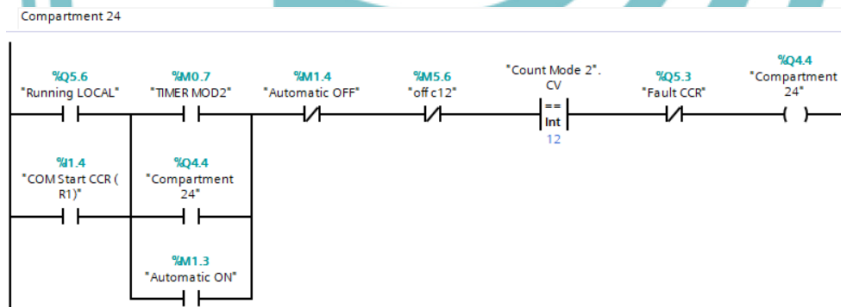 Compartment 24
%Q5.6
"Running LOCAL"
%M0.7
"TIMER MOD2"
%M1.4
"Automatic OFF"
%M5.6
"off c12"
"Count Mode 2".
CV
==
Int
12
%Q5.3
"Fault CCR"
%Q4.4
"Compartment
24"
%I1.4
"COM Start CCR (
R1)"
%Q4.4
"Compartment
24"
%M1.3
"Automatic ON"